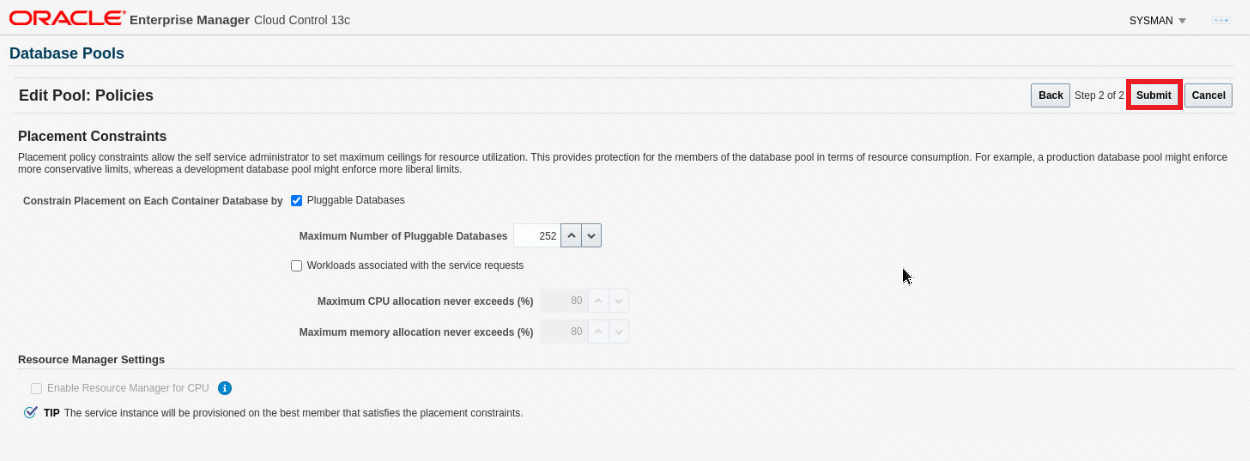 ORACLE Enterprise Manager Cloud Control 13c SYSMAN
Database Pools
Edit Pool: Policies Back Step 2 of 2 Submit Cancel
Placement Constraints
Placement policy constraints allow the self service administrator to set maximum ceilings for resource utilization. This provides protection for the members of the database pool in terms of resource consumption. For example, a production database pool might enforce
more conservative limits, whereas a development database pool might enforce more liberal limits.
Constrain Placement on Each Container Database by Pluggable Databases
Maximum Number of Pluggable Databases 252
Workloads associated with the service requests
Maximum CPU allocation never exceeds (%) 80
Maximum memory allocation never exceeds (%) 80
Resource Manager Settings
Enable Resource Manager for CPU
TIP The service instance will be provisioned on the best member that satisfies the placement constraints.